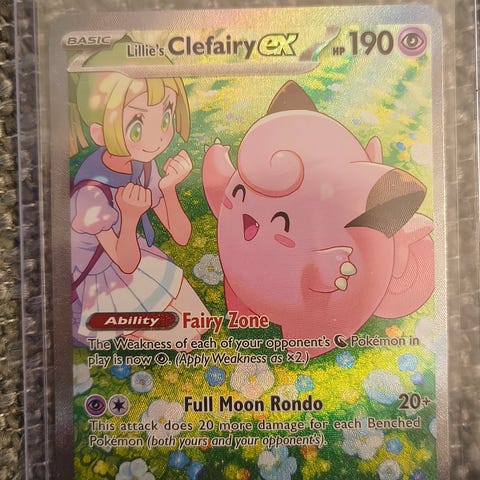 BASIC Lillie's Clefairy ex HP 190
Ability Fairy Zone
The Weakness of each of your opponent's Pokémon in
play is now . (Apply Weakness as ×2.)
Full Moon Rondo 20+
This attack does 20 more damage for each Benched
Pokémon (both yours and your opponent's).